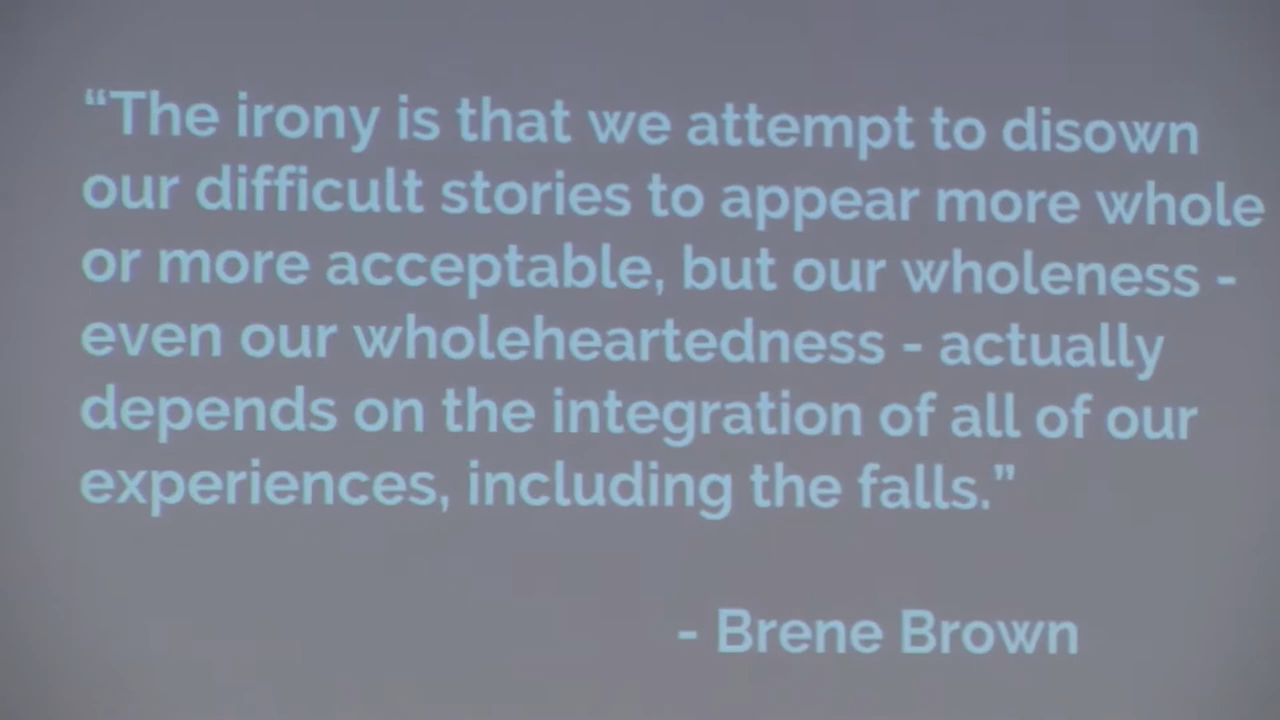 “The irony is that we attempt to disown
our difficult stories to appear more whole
or more acceptable, but our wholeness -
even our wholeheartedness - actually
depends on the integration of all of our
experiences, including the falls.”
- Brene Brown